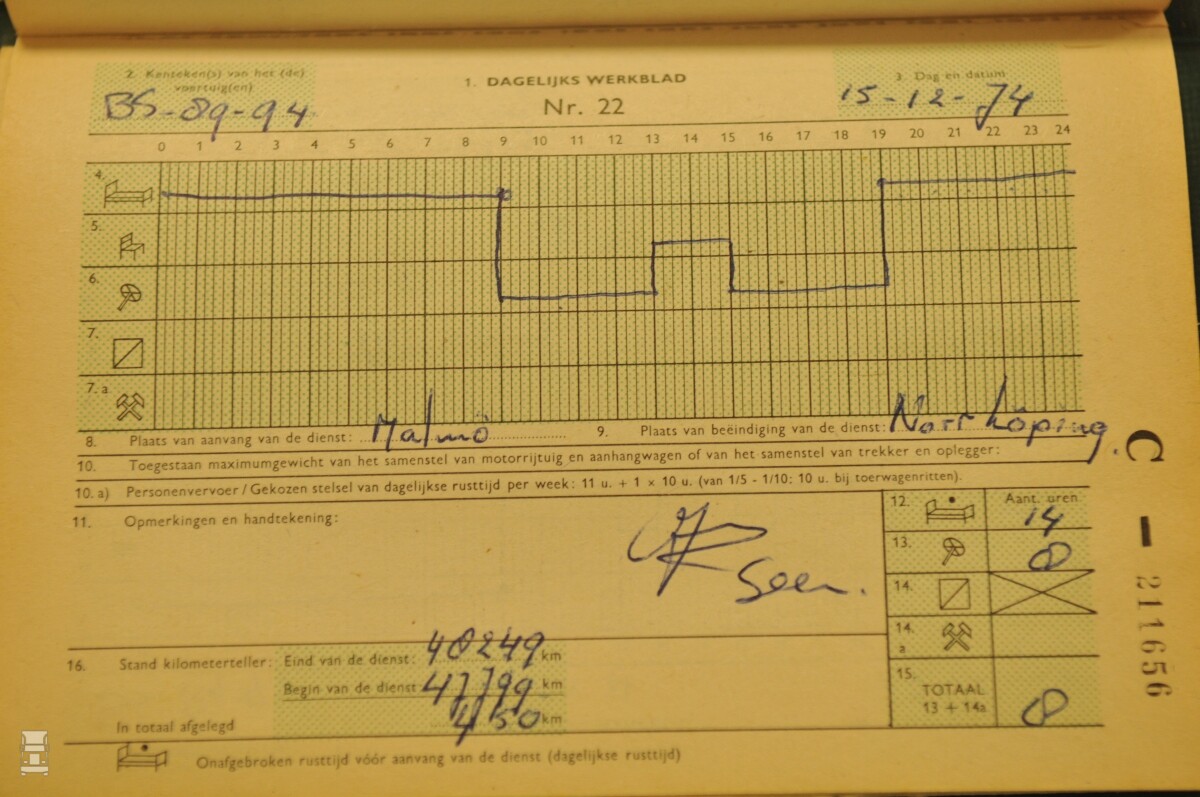 2. Kenteken(s) van het (de) voertuig(en)
BS-89-94
1. DAGELIJKS WERKBLAD
Nr. 22
3. Dag en datum
15-12-74
0 1 2 3 4 5 6 7 8 9 10 11 12 13 14 15 16 17 18 19 20 21 22 23 24
4.
5.
6.
7.
7.a
8. Plaats van aanvang van de dienst: Malmö
9. Plaats van beëindiging van de dienst: Norrköping.
10. Toegestaan maximumgewicht van het samenstel van motorrijtuig en aanhangwagen of van het samenstel van trekker en oplegger:
10.a) Personenvervoer / Gekozen stelsel van dagelijkse rusttijd per week: 11 u. + 1 x 10 u. (van 1/5 - 1/10: 10 u. bij toerwagenritten).
11. Opmerkingen en handtekening:
12. Aant. uren
14
13. 8
14.
14. a
15. TOTAAL
13 + 14a 8
16. Stand kilometerteller: Eind van de dienst: 48249 km
Begin van de dienst 47799 km
In totaal afgelegd 450 km
Onafgebroken rusttijd vóór aanvang van de dienst (dagelijkse rusttijd)
C - 211656